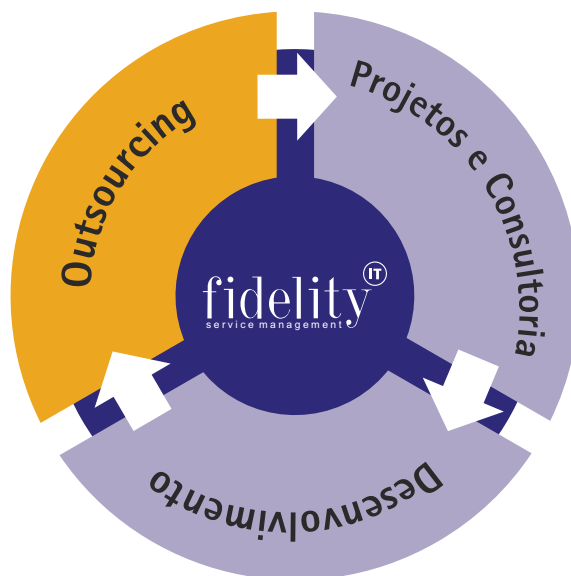 Outsourcing
Projetos e Consultoria
fidelity IT
service management
Desenvolvimento